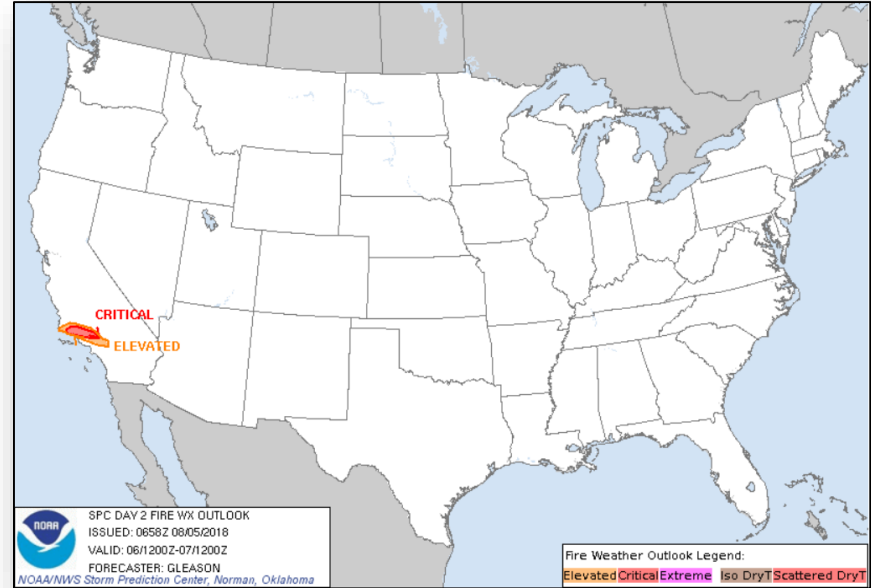 CRITICAL
ELEVATED
NOAA
SPC DAY 2 FIRE WX OUTLOOK
ISSUED: 0658Z 08/05/2018
VALID: 06/1200Z-07/1200Z
FORECASTER: GLEASON
NOAA/NWS Storm Prediction Center, Norman, Oklahoma
Fire Weather Outlook Legend:
Elevated Critical Extreme Iso DryT Scattered DryT